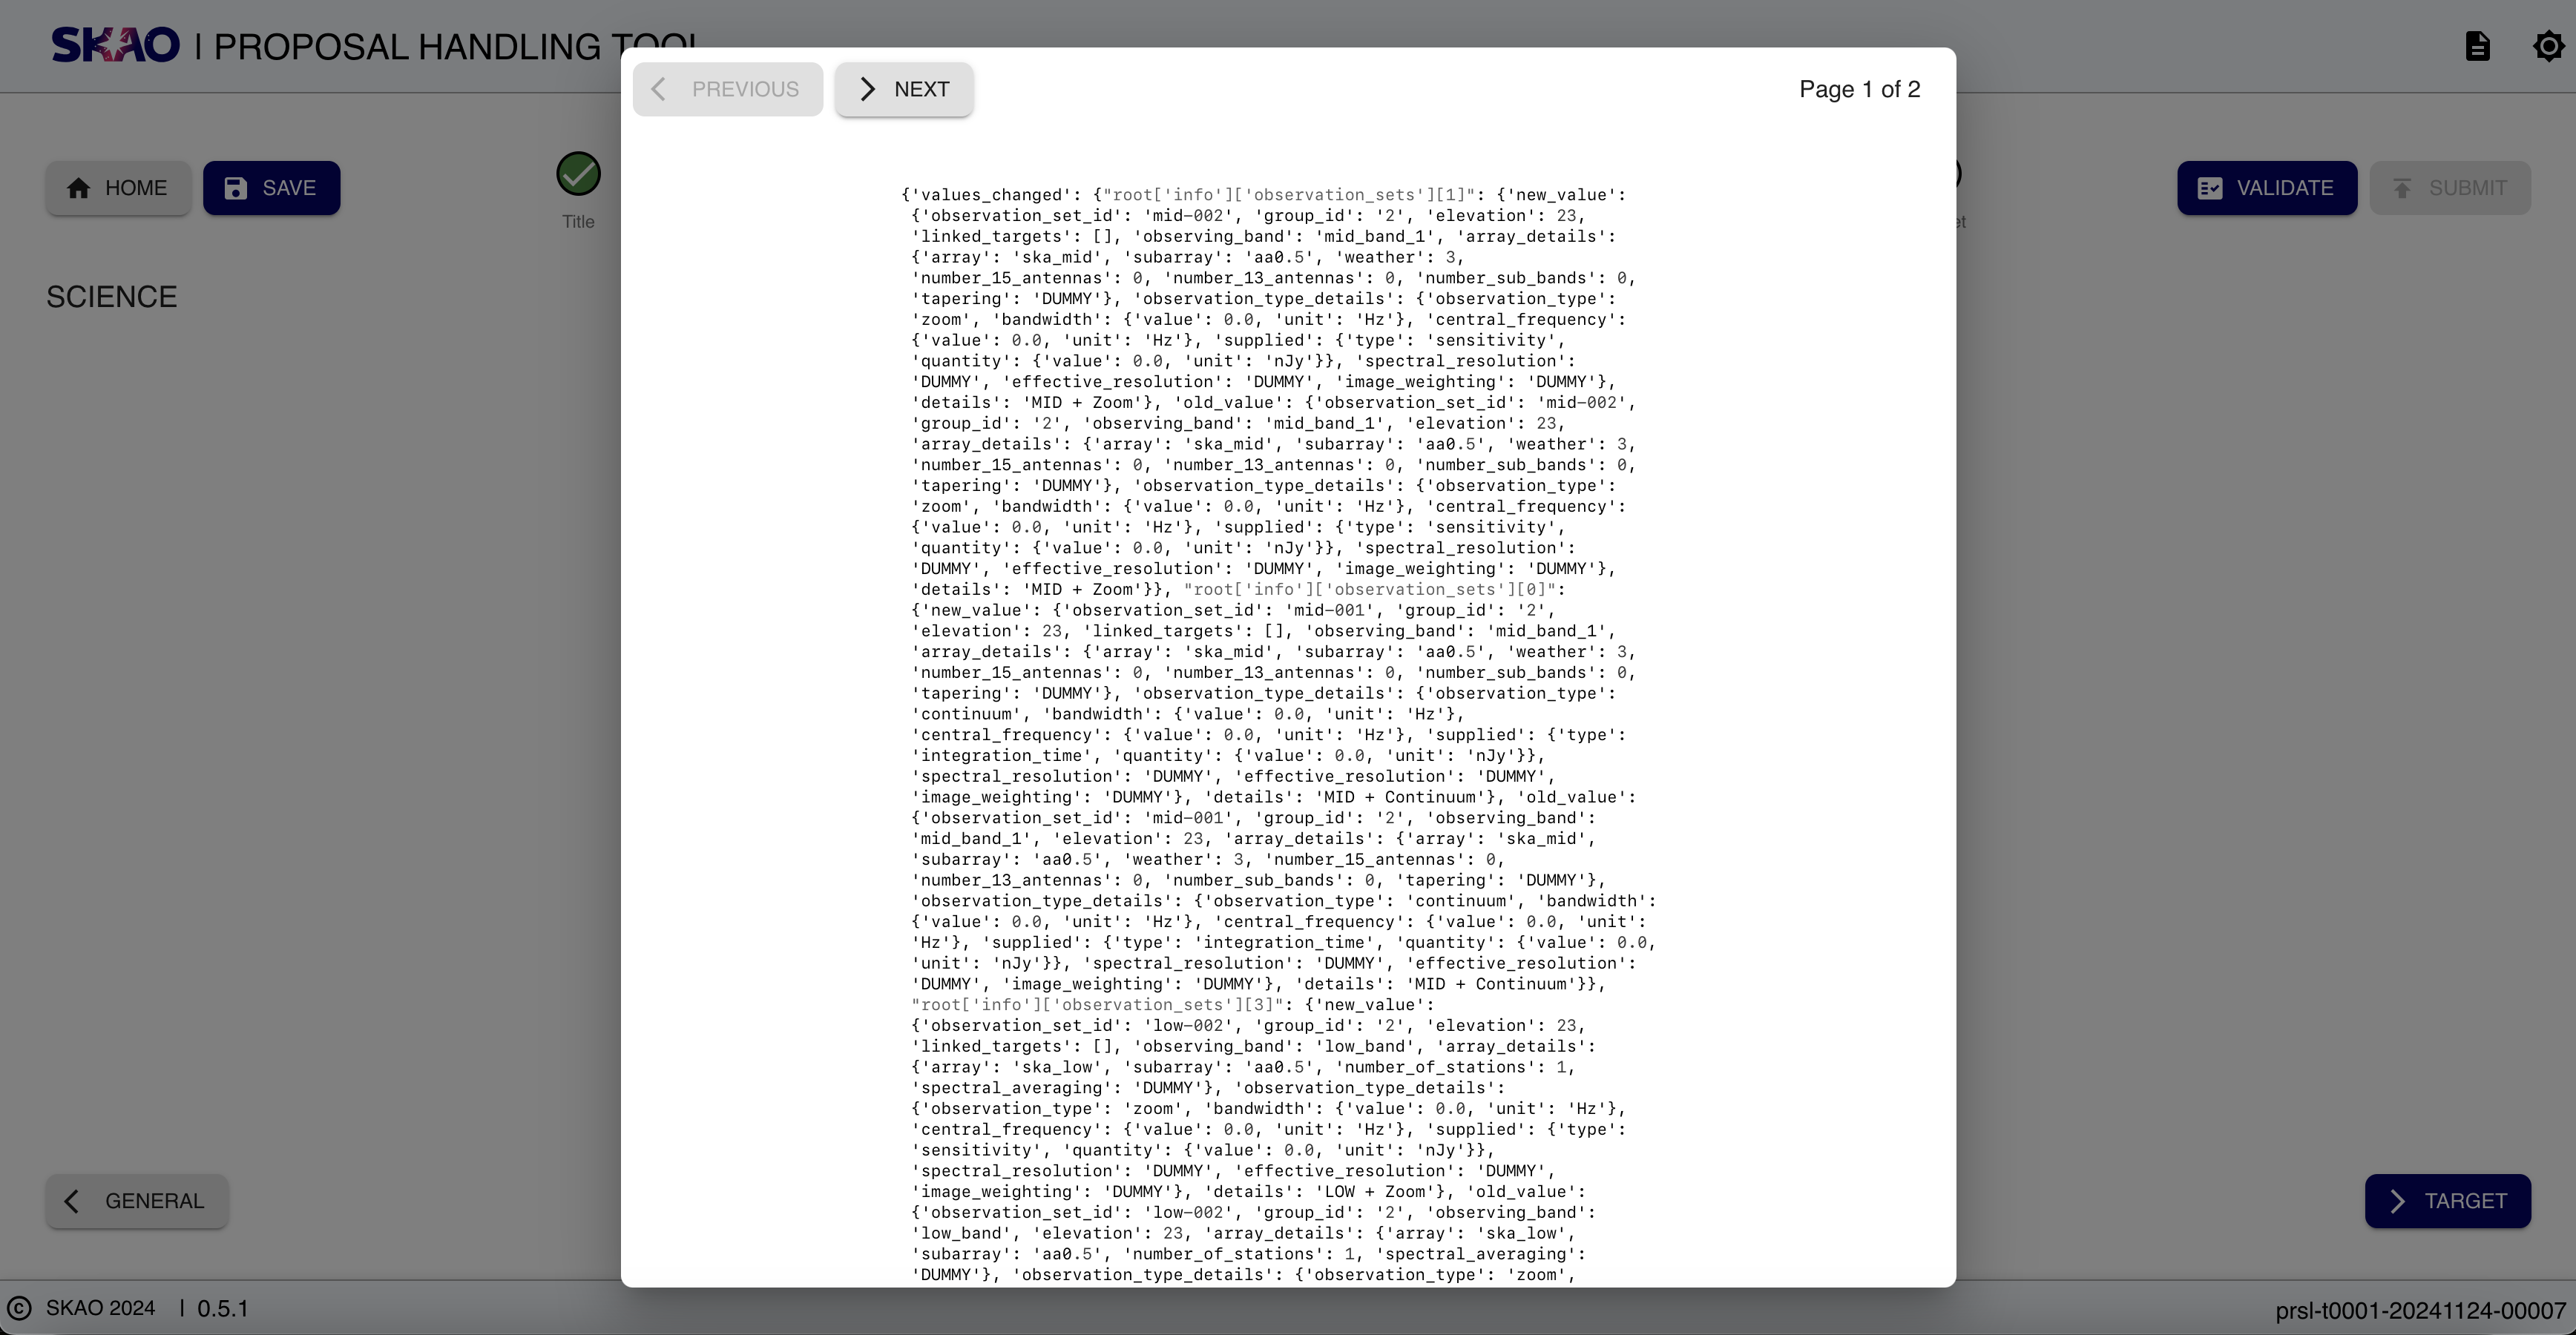 SKAO | PROPOSAL HANDLING TOOL
PREVIOUS
NEXT
Page 1 of 2
HOME
SAVE
Title
VALIDATE
SUBMIT
SCIENCE
{'values_changed': {"root['info']['observation_sets'][1]": {'new_value':
{'observation_set_id': 'mid-002', 'group_id': '2', 'elevation': 23,
'linked_targets': [], 'observing_band': 'mid_band_1', 'array_details':
{'array': 'ska_mid', 'subarray': 'aa0.5', 'weather': 3,
'number_15_antennas': 0, 'number_13_antennas': 0, 'number_sub_bands': 0,
'tapering': 'DUMMY'}, 'observation_type_details': {'observation_type':
'zoom', 'bandwidth': {'value': 0.0, 'unit': 'Hz'}, 'central_frequency':
{'value': 0.0, 'unit': 'Hz'}, 'supplied': {'type': 'sensitivity',
'quantity': {'value': 0.0, 'unit': 'nJy'}}, 'spectral_resolution':
'DUMMY', 'effective_resolution': 'DUMMY', 'image_weighting': 'DUMMY'},
'details': 'MID + Zoom'}, 'old_value': {'observation_set_id': 'mid-002',
'group_id': '2', 'observing_band': 'mid_band_1', 'elevation': 23,
'array_details': {'array': 'ska_mid', 'subarray': 'aa0.5', 'weather': 3,
'number_15_antennas': 0, 'number_13_antennas': 0, 'number_sub_bands': 0,
'tapering': 'DUMMY'}, 'observation_type_details': {'observation_type':
'zoom', 'bandwidth': {'value': 0.0, 'unit': 'Hz'}, 'central_frequency':
{'value': 0.0, 'unit': 'Hz'}, 'supplied': {'type': 'sensitivity',
'quantity': {'value': 0.0, 'unit': 'nJy'}}, 'spectral_resolution':
'DUMMY', 'effective_resolution': 'DUMMY', 'image_weighting': 'DUMMY'},
'details': 'MID + Zoom'}}, "root['info']['observation_sets'][0]":
{'new_value': {'observation_set_id': 'mid-001', 'group_id': '2',
'elevation': 23, 'linked_targets': [], 'observing_band': 'mid_band_1',
'array_details': {'array': 'ska_mid', 'subarray': 'aa0.5', 'weather': 3,
'number_15_antennas': 0, 'number_13_antennas': 0, 'number_sub_bands': 0,
'tapering': 'DUMMY'}, 'observation_type_details': {'observation_type':
'continuum', 'bandwidth': {'value': 0.0, 'unit': 'Hz'},
'central_frequency': {'value': 0.0, 'unit': 'Hz'}, 'supplied': {'type':
'integration_time', 'quantity': {'value': 0.0, 'unit': 'nJy'}},
'spectral_resolution': 'DUMMY', 'effective_resolution': 'DUMMY',
'image_weighting': 'DUMMY'}, 'details': 'MID + Continuum'}, 'old_value':
{'observation_set_id': 'mid-001', 'group_id': '2', 'observing_band':
'mid_band_1', 'elevation': 23, 'array_details': {'array': 'ska_mid',
'subarray': 'aa0.5', 'weather': 3, 'number_15_antennas': 0,
'number_13_antennas': 0, 'number_sub_bands': 0, 'tapering': 'DUMMY'},
'observation_type_details': {'observation_type': 'continuum', 'bandwidth':
{'value': 0.0, 'unit': 'Hz'}, 'central_frequency': {'value': 0.0, 'unit':
'Hz'}, 'supplied': {'type': 'integration_time', 'quantity': {'value': 0.0,
'unit': 'nJy'}}, 'spectral_resolution': 'DUMMY', 'effective_resolution':
'DUMMY', 'image_weighting': 'DUMMY'}, 'details': 'MID + Continuum'}},
"root['info']['observation_sets'][3]": {'new_value':
{'observation_set_id': 'low-002', 'group_id': '2', 'elevation': 23,
'linked_targets': [], 'observing_band': 'low_band', 'array_details':
{'array': 'ska_low', 'subarray': 'aa0.5', 'number_of_stations': 1,
'spectral_averaging': 'DUMMY'}, 'observation_type_details':
{'observation_type': 'zoom', 'bandwidth': {'value': 0.0, 'unit': 'Hz'},
'central_frequency': {'value': 0.0, 'unit': 'Hz'}, 'supplied': {'type':
'sensitivity', 'quantity': {'value': 0.0, 'unit': 'nJy'}},
'spectral_resolution': 'DUMMY', 'effective_resolution': 'DUMMY',
'image_weighting': 'DUMMY'}, 'details': 'LOW + Zoom'}, 'old_value':
{'observation_set_id': 'low-002', 'group_id': '2', 'observing_band':
'low_band', 'elevation': 23, 'array_details': {'array': 'ska_low',
'subarray': 'aa0.5', 'number_of_stations': 1, 'spectral_averaging':
'DUMMY'}, 'observation_type_details': {'observation_type': 'zoom',
GENERAL
TARGET
© SKAO 2024 | 0.5.1
prsl-t0001-20241124-00007